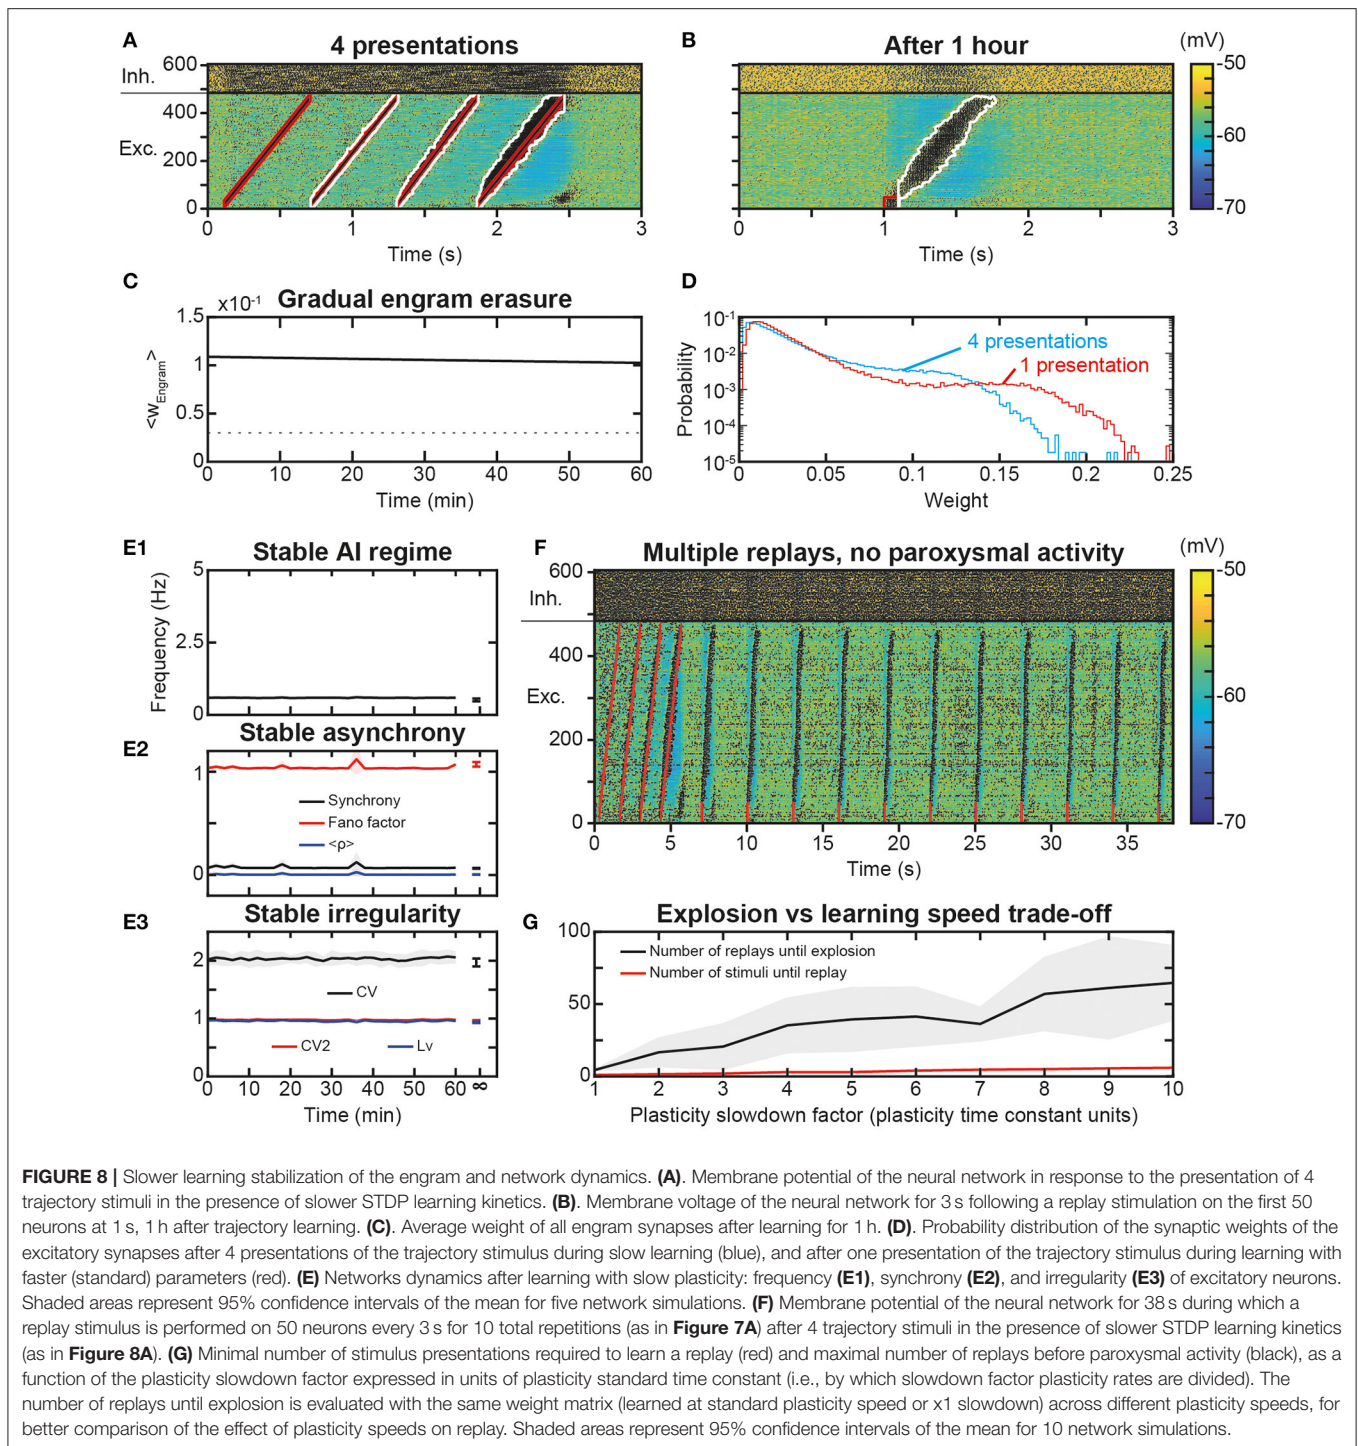 A
4 presentations
B
After 1 hour
(mV)
600
Inh.
400
Exc.
200
0
0 1 2 3
Time (s)
0 1 2 3
Time (s)
-50
-60
-70
C
x10⁻¹
Gradual engram erasure
1.5
1
0.5
0
<w_Engram>
0 10 20 30 40 50 60
Time (min)
D
10⁻¹
10⁻²
10⁻³
10⁻⁴
10⁻⁵
Probability
4 presentations
1 presentation
0 0.05 0.1 0.15 0.2 0.25
Weight
E1
Stable AI regime
5
2.5
0
Frequency (Hz)
E2
Stable asynchrony
1
0
Synchrony
Fano factor
<ρ>
E3
Stable irregularity
2
1
0
CV
CV2 Lv
0 10 20 30 40 50 60 ∞
Time (min)
F
Multiple replays, no paroxysmal activity
(mV)
600
Inh.
400
Exc.
200
0
0 5 10 15 20 25 30 35
Time (s)
-50
-60
-70
G
Explosion vs learning speed trade-off
100
50
0
Number of replays until explosion
Number of stimuli until replay
1 2 3 4 5 6 7 8 9 10
Plasticity slowdown factor (plasticity time constant units)
FIGURE 8 | Slower learning stabilization of the engram and network dynamics. (A). Membrane potential of the neural network in response to the presentation of 4
trajectory stimuli in the presence of slower STDP learning kinetics. (B). Membrane voltage of the neural network for 3 s following a replay stimulation on the first 50
neurons at 1 s, 1 h after trajectory learning. (C). Average weight of all engram synapses after learning for 1 h. (D). Probability distribution of the synaptic weights of the
excitatory synapses after 4 presentations of the trajectory stimulus during slow learning (blue), and after one presentation of the trajectory stimulus during learning with
faster (standard) parameters (red). (E) Networks dynamics after learning with slow plasticity: frequency (E1), synchrony (E2), and irregularity (E3) of excitatory neurons.
Shaded areas represent 95% confidence intervals of the mean for five network simulations. (F) Membrane potential of the neural network for 38 s during which a
replay stimulus is performed on 50 neurons every 3 s for 10 total repetitions (as in Figure 7A) after 4 trajectory stimuli in the presence of slower STDP learning kinetics
(as in Figure 8A). (G) Minimal number of stimulus presentations required to learn a replay (red) and maximal number of replays before paroxysmal activity (black), as a
function of the plasticity slowdown factor expressed in units of plasticity standard time constant (i.e., by which slowdown factor plasticity rates are divided). The
number of replays until explosion is evaluated with the same weight matrix (learned at standard plasticity speed or x1 slowdown) across different plasticity speeds, for
better comparison of the effect of plasticity speeds on replay. Shaded areas represent 95% confidence intervals of the mean for 10 network simulations.